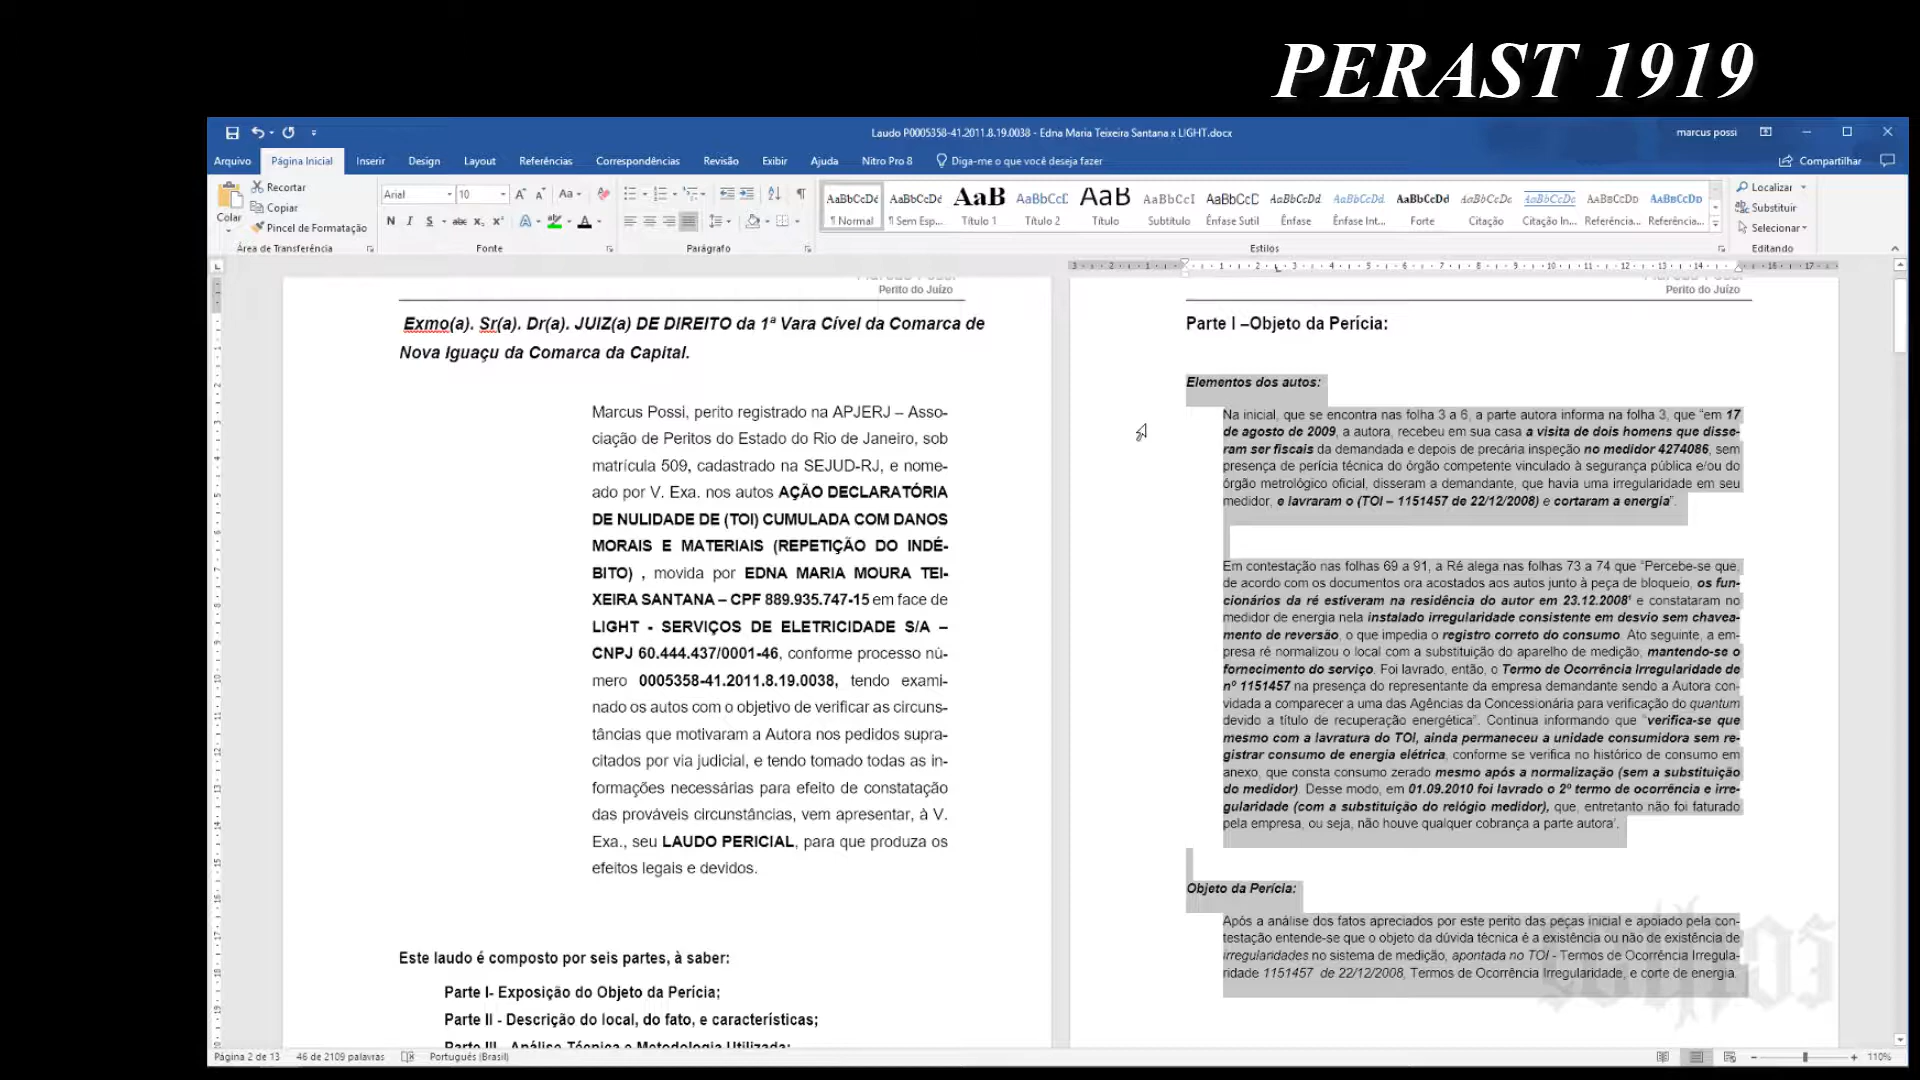 PERAST 1919
Laudo P0005358-41.2011.8.19.0038 - Edna Maria Teixeira Santana x LIGHT.docx
marcus possi
Arquivo Página Inicial Inserir Design Layout Referências Correspondências Revisão Exibir Ajuda Nitro Pro 8 Diga-me o que você deseja fazer Compartilhar
Colar
Recortar
Copiar
Pincel de Formatação
Área de Transferência
Arial 10
N I S abc x₂ x²
Fonte
Parágrafo
AaBbCcDd AaBbCcDd AaB AaBbCcD AaB AaBbCcI AaBbCcDd AaBbCcDd AaBbCcDd AaBbCcDd AaBbCcDd AaBbCcDd AaBbCcDd AaBbCcDd
¶ Normal ¶ Sem Esp... Título 1 Título 2 Título Subtítulo Ênfase Sutil Ênfase Ênfase Int... Forte Citação Citação In... Referência... Referência...
Estilos
Localizar
Substituir
Selecionar
Editando
Perito do Juízo
Exmo(a). Sr(a). Dr(a). JUIZ(a) DE DIREITO da 1ª Vara Cível da Comarca de
Nova Iguaçu da Comarca da Capital.
Marcus Possi, perito registrado na APJERJ – Asso-
ciação de Peritos do Estado do Rio de Janeiro, sob
matrícula 509, cadastrado na SEJUD-RJ, e nome-
ado por V. Exa. nos autos AÇÃO DECLARATÓRIA
DE NULIDADE DE (TOI) CUMULADA COM DANOS
MORAIS E MATERIAIS (REPETIÇÃO DO INDÉ-
BITO) , movida por EDNA MARIA MOURA TEI-
XEIRA SANTANA – CPF 889.935.747-15 em face de
LIGHT - SERVIÇOS DE ELETRICIDADE S/A –
CNPJ 60.444.437/0001-46, conforme processo nú-
mero 0005358-41.2011.8.19.0038, tendo exami-
nado os autos com o objetivo de verificar as circuns-
tâncias que motivaram a Autora nos pedidos supra-
citados por via judicial, e tendo tomado todas as in-
formações necessárias para efeito de constatação
das prováveis circunstâncias, vem apresentar, à V.
Exa., seu LAUDO PERICIAL, para que produza os
efeitos legais e devidos.
Este laudo é composto por seis partes, à saber:
Parte I- Exposição do Objeto da Perícia;
Parte II - Descrição do local, do fato, e características;
Parte III - Análise Técnica e Metodologia Utilizada;
Perito do Juízo
Parte I –Objeto da Perícia:
Elementos dos autos:
Na inicial, que se encontra nas folha 3 a 6, a parte autora informa na folha 3, que “em 17
de agosto de 2009, a autora, recebeu em sua casa a visita de dois homens que disse-
ram ser fiscais da demandada e depois de precária inspeção no medidor 4274086, sem
presença de perícia técnica do órgão competente vinculado à segurança pública e/ou do
órgão metrológico oficial, disseram a demandante, que havia uma irregularidade em seu
medidor, e lavraram o (TOI – 1151457 de 22/12/2008) e cortaram a energia”.
Em contestação nas folhas 69 a 91, a Ré alega nas folhas 73 a 74 que “Percebe-se que,
de acordo com os documentos ora acostados aos autos junto à peça de bloqueio, os fun-
cionários da ré estiveram na residência do autor em 23.12.2008' e constataram no
medidor de energia nela instalado irregularidade consistente em desvio sem chavea-
mento de reversão, o que impedia o registro correto do consumo. Ato seguinte, a em-
presa ré normalizou o local com a substituição do aparelho de medição, mantendo-se o
fornecimento do serviço. Foi lavrado, então, o Termo de Ocorrência Irregularidade de
nº 1151457 na presença do representante da empresa demandante sendo a Autora con-
vidada a comparecer a uma das Agências da Concessionária para verificação do quantum
devido a título de recuperação energética”. Continua informando que “verifica-se que
mesmo com a lavratura do TOI, ainda permaneceu a unidade consumidora sem re-
gistrar consumo de energia elétrica, conforme se verifica no histórico de consumo em
anexo, que consta consumo zerado mesmo após a normalização (sem a substituição
do medidor). Desse modo, em 01.09.2010 foi lavrado o 2º termo de ocorrência e irre-
gularidade (com a substituição do relógio medidor), que, entretanto não foi faturado
pela empresa, ou seja, não houve qualquer cobrança a parte autora'.
Objeto da Perícia:
Após a análise dos fatos apreciados por este perito das peças inicial e apoiado pela con-
testação entende-se que o objeto da dúvida técnica é a existência ou não de existência de
irregularidades no sistema de medição, apontada no TOI - Termos de Ocorrência Irregula-
ridade 1151457 de 22/12/2008, Termos de Ocorrência Irregularidade, e corte de energia.
Página 2 de 13 46 de 2109 palavras Português (Brasil) 110%